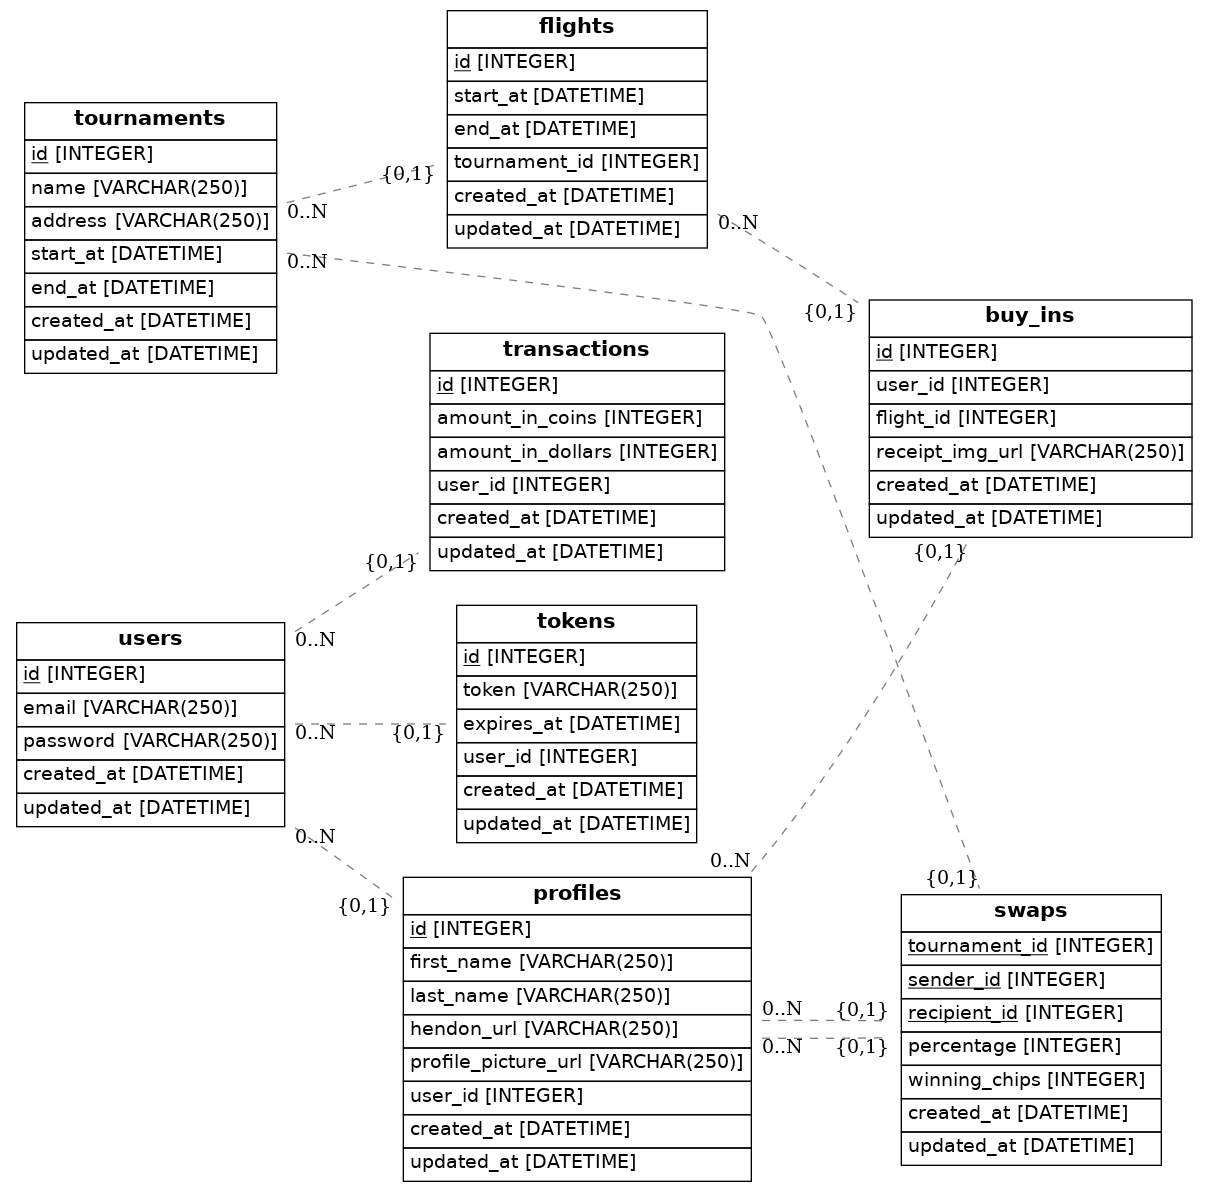 flights
id [INTEGER]
start_at [DATETIME]
end_at [DATETIME]
tournament_id [INTEGER]
created_at [DATETIME]
updated_at [DATETIME]
tournaments
id [INTEGER]
name [VARCHAR(250)]
address [VARCHAR(250)]
start_at [DATETIME]
end_at [DATETIME]
created_at [DATETIME]
updated_at [DATETIME]
{0,1}
0..N
0..N
0..N
{0,1}
buy_ins
id [INTEGER]
user_id [INTEGER]
flight_id [INTEGER]
receipt_img_url [VARCHAR(250)]
created_at [DATETIME]
updated_at [DATETIME]
transactions
id [INTEGER]
amount_in_coins [INTEGER]
amount_in_dollars [INTEGER]
user_id [INTEGER]
created_at [DATETIME]
updated_at [DATETIME]
{0,1}
{0,1}
0..N
users
id [INTEGER]
email [VARCHAR(250)]
password [VARCHAR(250)]
created_at [DATETIME]
updated_at [DATETIME]
0..N
{0,1}
tokens
id [INTEGER]
token [VARCHAR(250)]
expires_at [DATETIME]
user_id [INTEGER]
created_at [DATETIME]
updated_at [DATETIME]
0..N
{0,1}
0..N
{0,1}
profiles
id [INTEGER]
first_name [VARCHAR(250)]
last_name [VARCHAR(250)]
hendon_url [VARCHAR(250)]
profile_picture_url [VARCHAR(250)]
user_id [INTEGER]
created_at [DATETIME]
updated_at [DATETIME]
0..N {0,1}
0..N {0,1}
swaps
tournament_id [INTEGER]
sender_id [INTEGER]
recipient_id [INTEGER]
percentage [INTEGER]
winning_chips [INTEGER]
created_at [DATETIME]
updated_at [DATETIME]